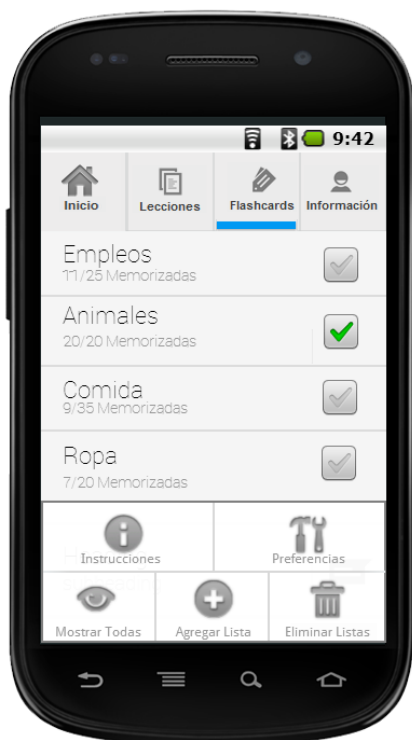 9:42
Inicio
Lecciones
Flashcards
Información
Empleos
11/25 Memorizadas
Animales
20/20 Memorizadas
Comida
9/35 Memorizadas
Ropa
7/20 Memorizadas
Instrucciones
Preferencias
Mostrar Todas
Agregar Lista
Eliminar Listas